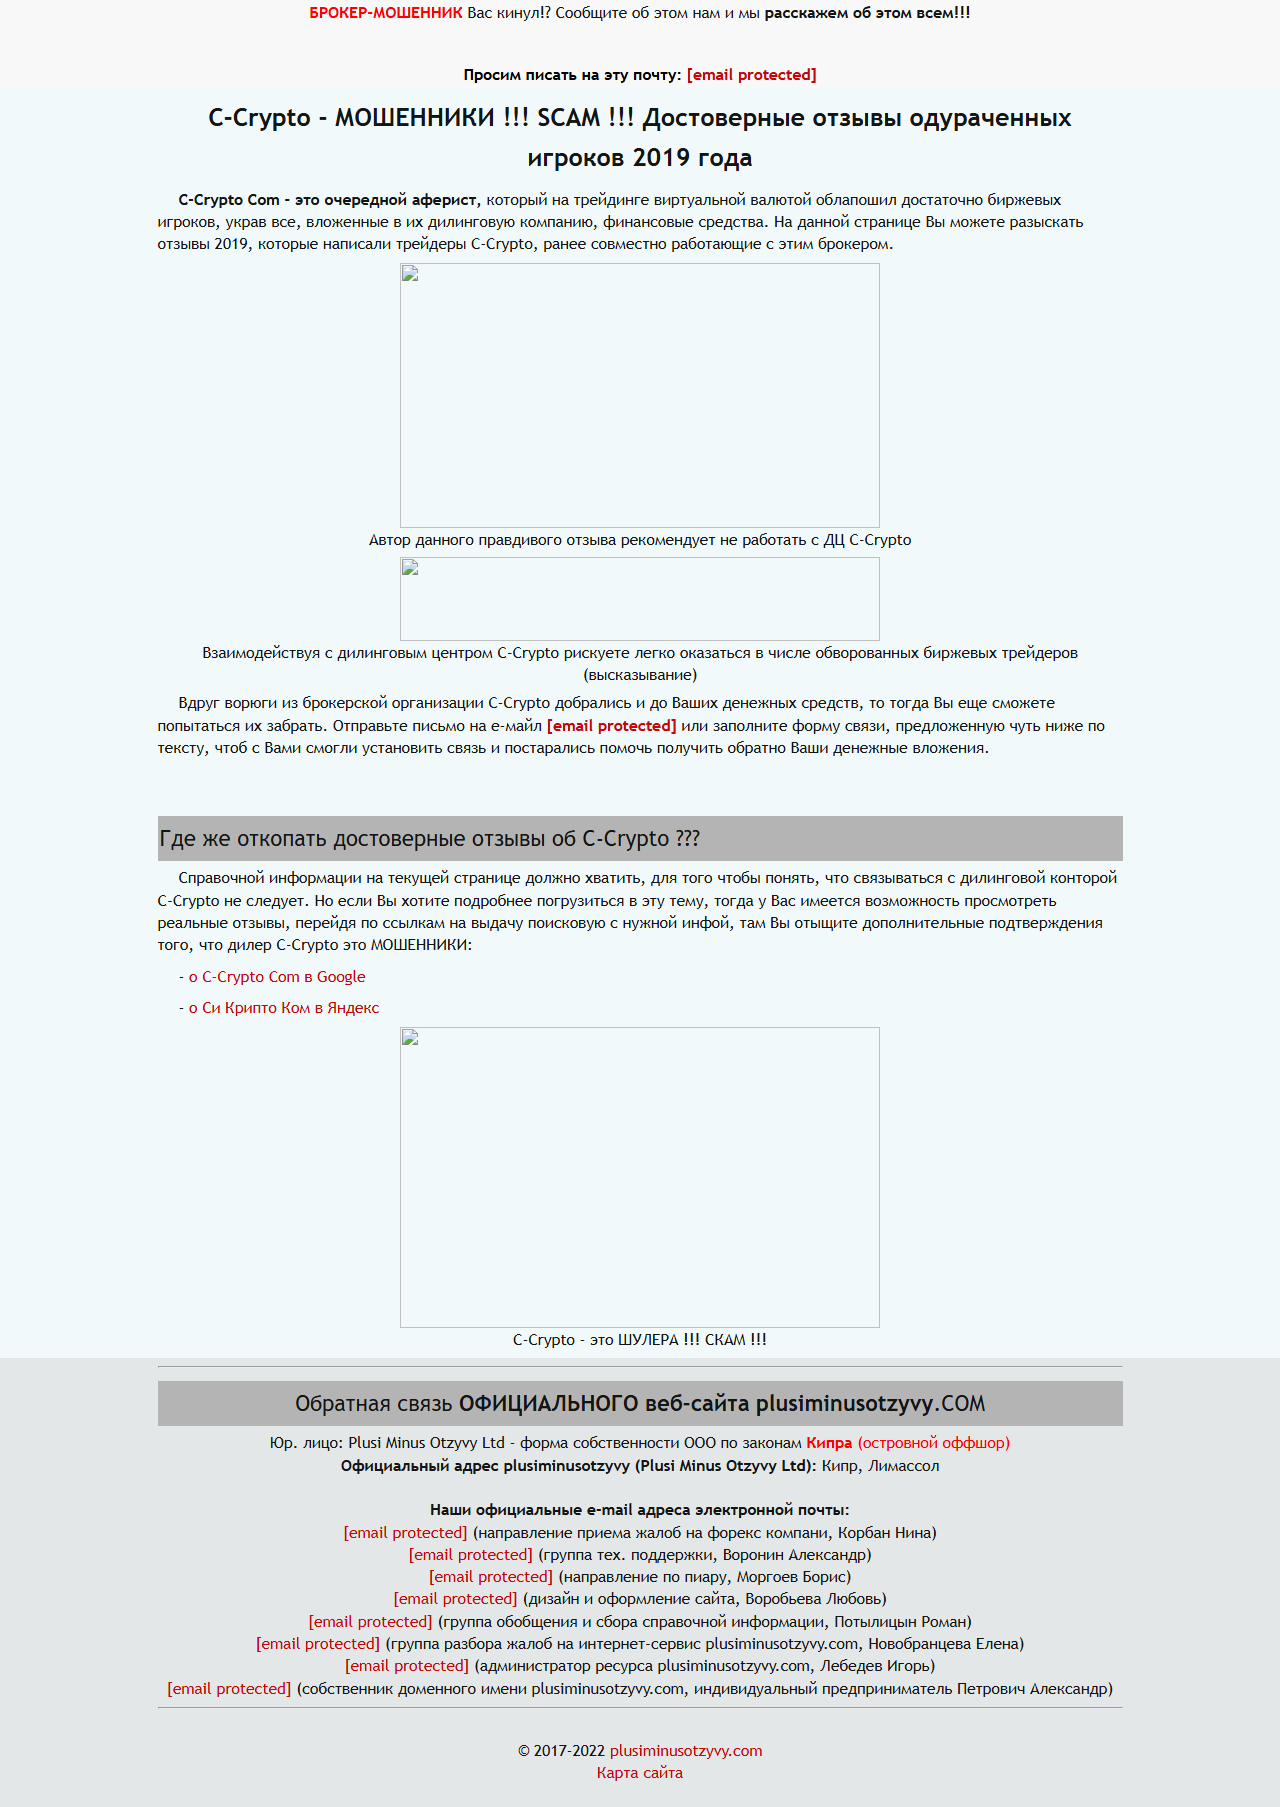 БРОКЕР-МОШЕННИК Вас кинул!? Сообщите об этом нам и мы расскажем об этом всем!!!
Просим писать на эту почту: [email protected]
C-Crypto - МОШЕННИКИ !!! SCAM !!! Достоверные отзывы одураченных
игроков 2019 года
C-Crypto Com - это очередной аферист, который на трейдинге виртуальной валютой облапошил достаточно биржевых
игроков, украв все, вложенные в их дилинговую компанию, финансовые средства. На данной странице Вы можете разыскать
отзывы 2019, которые написали трейдеры C-Crypto, ранее совместно работающие с этим брокером.
Автор данного правдивого отзыва рекомендует не работать с ДЦ C-Crypto
Взаимодействуя с дилинговым центром C-Crypto рискуете легко оказаться в числе обворованных биржевых трейдеров
(высказывание)
Вдруг ворюги из брокерской организации C-Crypto добрались и до Ваших денежных средств, то тогда Вы еще сможете
попытаться их забрать. Отправьте письмо на е-майл [email protected] или заполните форму связи, предложенную чуть ниже по
тексту, чтоб с Вами смогли установить связь и постарались помочь получить обратно Ваши денежные вложения.
Где же откопать достоверные отзывы об C-Crypto ???
Справочной информации на текущей странице должно хватить, для того чтобы понять, что связываться с дилинговой конторой
C-Crypto не следует. Но если Вы хотите подробнее погрузиться в эту тему, тогда у Вас имеется возможность просмотреть
реальные отзывы, перейдя по ссылкам на выдачу поисковую с нужной инфой, там Вы отыщите дополнительные подтверждения
того, что дилер C-Crypto это МОШЕННИКИ:
- о C-Crypto Com в Google
- о Си Крипто Ком в Яндекс
C-Crypto - это ШУЛЕРА !!! СКАМ !!!
Обратная связь ОФИЦИАЛЬНОГО веб-сайта plusiminusotzyvy.COM
Юр. лицо: Plusi Minus Otzyvy Ltd - форма собственности ООО по законам Кипра (островной оффшор)
Официальный адрес plusiminusotzyvy (Plusi Minus Otzyvy Ltd): Кипр, Лимассол
Наши официальные e-mail адреса электронной почты:
[email protected] (направление приема жалоб на форекс компани, Корбан Нина)
[email protected] (группа тех. поддержки, Воронин Александр)
[email protected] (направление по пиару, Моргоев Борис)
[email protected] (дизайн и оформление сайта, Воробьева Любовь)
[email protected] (группа обобщения и сбора справочной информации, Потылицын Роман)
[email protected] (группа разбора жалоб на интернет-сервис plusiminusotzyvy.com, Новобранцева Елена)
[email protected] (администратор ресурса plusiminusotzyvy.com, Лебедев Игорь)
[email protected] (собственник доменного имени plusiminusotzyvy.com, индивидуальный предприниматель Петрович Александр)
© 2017-2022 plusiminusotzyvy.com
Карта сайта